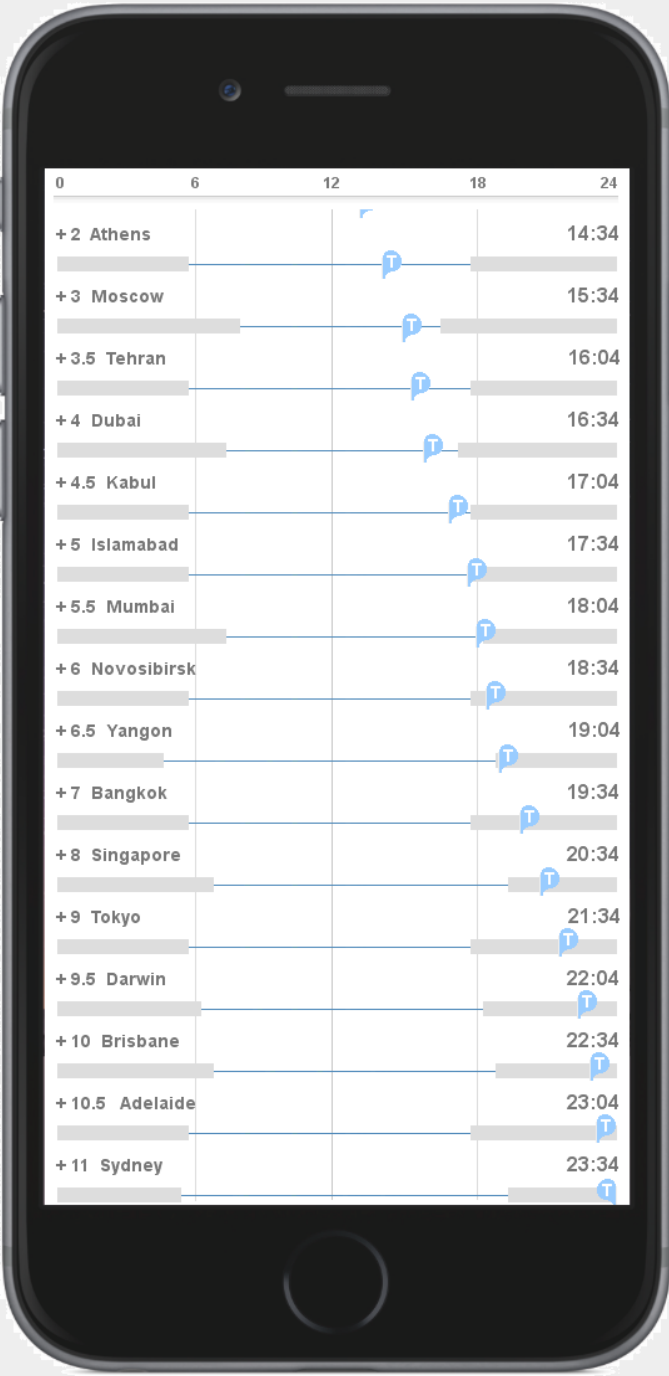 0 6 12 18 24
+ 2 Athens 14:34
T
+ 3 Moscow 15:34
T
+ 3.5 Tehran 16:04
T
+ 4 Dubai 16:34
T
+ 4.5 Kabul 17:04
T
+ 5 Islamabad 17:34
T
+ 5.5 Mumbai 18:04
T
+ 6 Novosibirsk 18:34
T
+ 6.5 Yangon 19:04
T
+ 7 Bangkok 19:34
T
+ 8 Singapore 20:34
T
+ 9 Tokyo 21:34
T
+ 9.5 Darwin 22:04
T
+ 10 Brisbane 22:34
T
+ 10.5 Adelaide 23:04
T
+ 11 Sydney 23:34
T